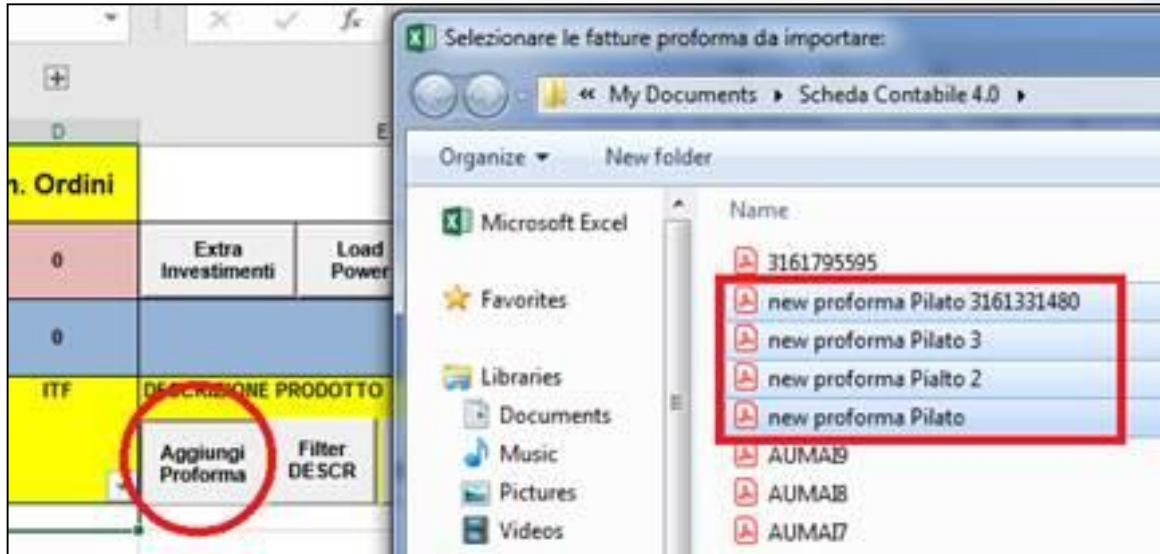 fx
D
E
n. Ordini
0
Extra
Investimenti
Load
Power
0
ITF
DESCRIZIONE PRODOTTO
Aggiungi
Proforma
Filter
DESCR
Selezionare le fatture proforma da importare:
« My Documents ▸ Scheda Contabile 4.0 ▸
Organize ▾ New folder
Microsoft Excel
Favorites
Libraries
Documents
Music
Pictures
Videos
Name
3161795595
new proforma Pilato 3161331480
new proforma Pilato 3
new proforma Pialto 2
new proforma Pilato
AUMAI9
AUMAI8
AUMAI7